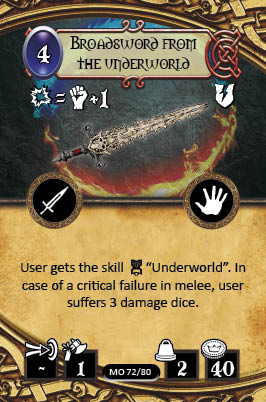 4
BROADSWORD FROM
THE UNDERWORLD
= +1
User gets the skill “Underworld”. In
case of a critical failure in melee, user
suffers 3 damage dice.
~ 1 MO 72/80 2 40